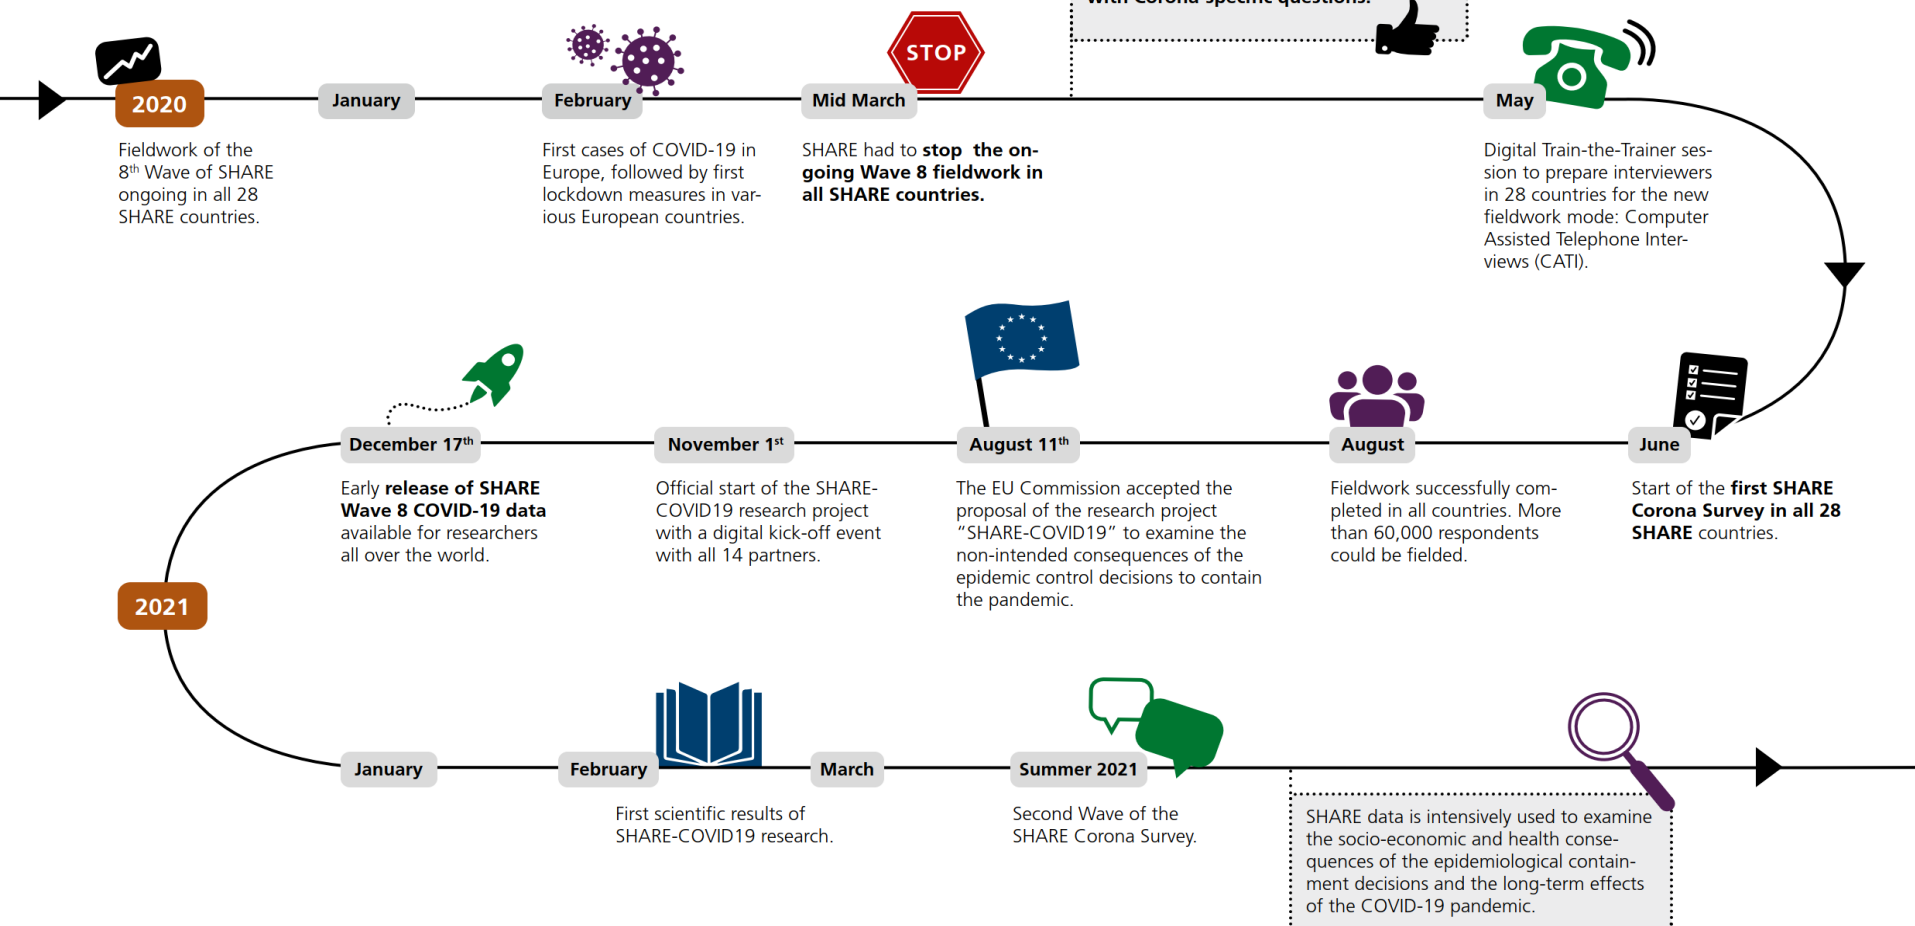 with Corona-specific questions.
STOP
2020
January
February
Mid March
May
Fieldwork of the
8th Wave of SHARE
ongoing in all 28
SHARE countries.
First cases of COVID-19 in
Europe, followed by first
lockdown measures in var-
ious European countries.
SHARE had to stop the on-
going Wave 8 fieldwork in
all SHARE countries.
Digital Train-the-Trainer ses-
sion to prepare interviewers
in 28 countries for the new
fieldwork mode: Computer
Assisted Telephone Inter-
views (CATI).
December 17th
November 1st
August 11th
August
June
Early release of SHARE
Wave 8 COVID-19 data
available for researchers
all over the world.
Official start of the SHARE-
COVID19 research project
with a digital kick-off event
with all 14 partners.
The EU Commission accepted the
proposal of the research project
“SHARE-COVID19” to examine the
non-intended consequences of the
epidemic control decisions to contain
the pandemic.
Fieldwork successfully com-
pleted in all countries. More
than 60,000 respondents
could be fielded.
Start of the first SHARE
Corona Survey in all 28
SHARE countries.
2021
January
February
March
Summer 2021
First scientific results of
SHARE-COVID19 research.
Second Wave of the
SHARE Corona Survey.
SHARE data is intensively used to examine
the socio-economic and health conse-
quences of the epidemiological contain-
ment decisions and the long-term effects
of the COVID-19 pandemic.